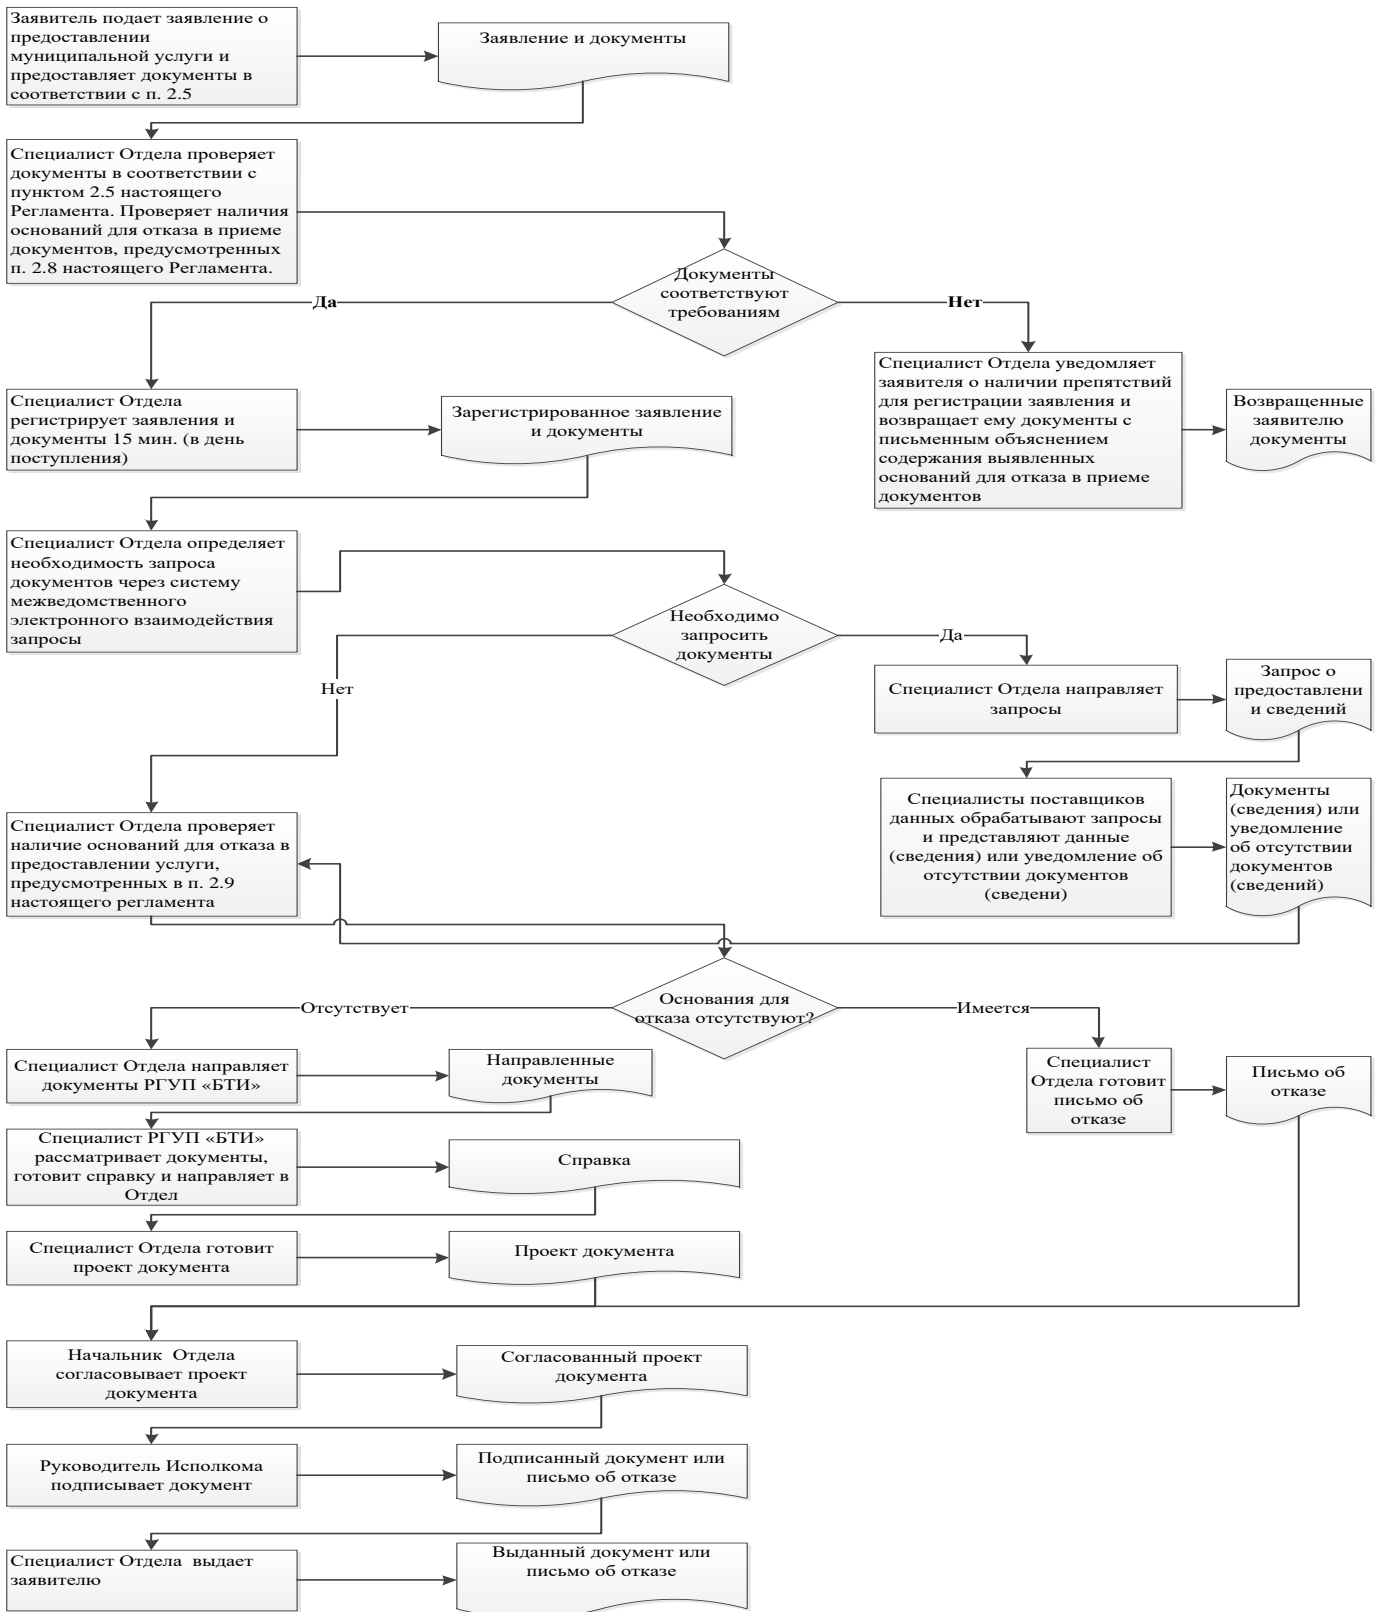 Заявитель подает заявление о
предоставлении
муниципальной услуги и
предоставляет документы в
соответствии с п. 2.5
Заявление и документы
Специалист Отдела проверяет
документы в соответствии с
пунктом 2.5 настоящего
Регламента. Проверяет наличия
оснований для отказа в приеме
документов, предусмотренных
п. 2.8 настоящего Регламента.
Документы
соответствуют
требованиям
Да
Нет
Специалист Отдела уведомляет
заявителя о наличии препятствий
для регистрации заявления и
возвращает ему документы с
письменным объяснением
содержания выявленных
оснований для отказа в приеме
документов
Возвращенные
заявителю
документы
Специалист Отдела
регистрирует заявления и
документы 15 мин. (в день
поступления)
Зарегистрированное заявление
и документы
Специалист Отдела определяет
необходимость запроса
документов через систему
межведомственного
электронного взаимодействия
запросы
Необходимо
запросить
документы
Да
Нет
Специалист Отдела направляет
запросы
Запрос о
предоставлени
и сведений
Специалисты поставщиков
данных обрабатывают запросы
и представляют данные
(сведения) или уведомление об
отсутствии документов
(сведени)
Документы
(сведения) или
уведомление
об отсутствии
документов
(сведений)
Специалист Отдела проверяет
наличие оснований для отказа в
предоставлении услуги,
предусмотренных в п. 2.9
настоящего регламента
Основания для
отказа отсутствуют?
Отсутствует
Имеется
Специалист Отдела направляет
документы РГУП «БТИ»
Направленные
документы
Специалист
Отдела готовит
письмо об
отказе
Письмо об
отказе
Специалист РГУП «БТИ»
рассматривает документы,
готовит справку и направляет в
Отдел
Справка
Специалист Отдела готовит
проект документа
Проект документа
Начальник  Отдела
согласовывает проект
документа
Согласованный проект
документа
Руководитель Исполкома
подписывает документ
Подписанный документ или
письмо об отказе
Специалист Отдела  выдает
заявителю
Выданный документ или
письмо об отказе